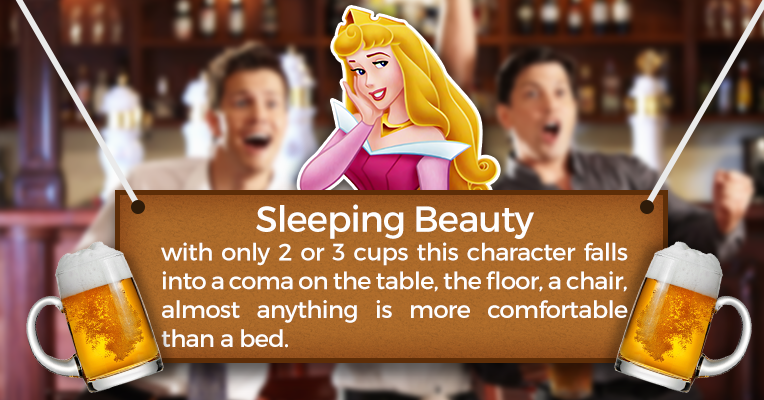 Sleeping Beauty
with only 2 or 3 cups this character falls
into a coma on the table, the floor, a chair,
almost anything is more comfortable
than a bed.